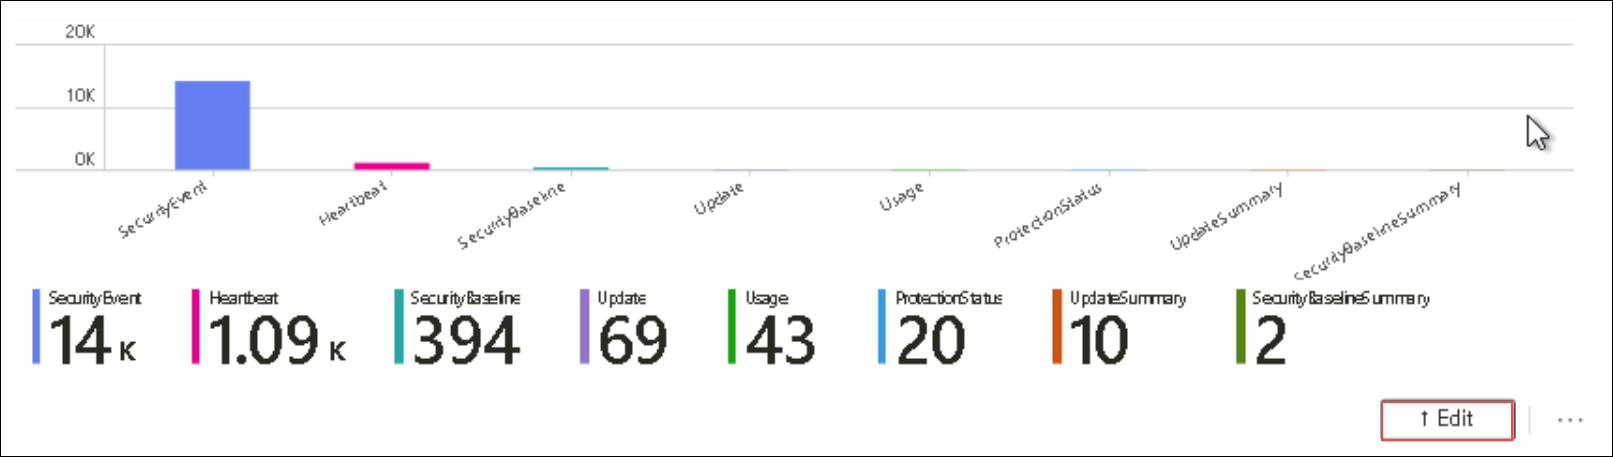 20K
10K
0K
SecurityEvent
Heartbeat
SecurityBaseline
Update
Usage
ProtectionStatus
UpdateSummary
SecurityBaselineSummary
SecurityEvent
14 K
Heartbeat
1.09 K
SecurityBaseline
394
Update
69
Usage
43
ProtectionStatus
20
UpdateSummary
10
SecurityBaselineSummary
2
↑ Edit
...